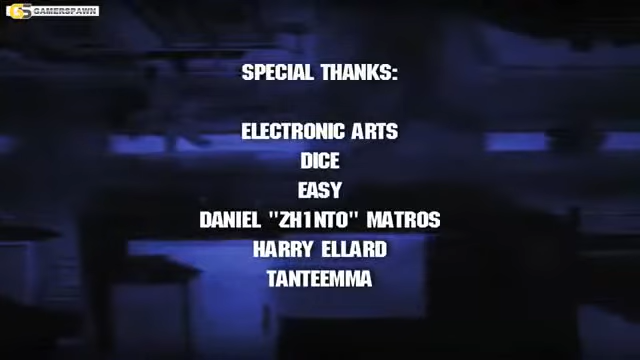 GAMERSPAWN
SPECIAL THANKS:
ELECTRONIC ARTS
DICE
EASY
DANIEL "ZH1NTO" MATROS
HARRY ELLARD
TANTEEMMA